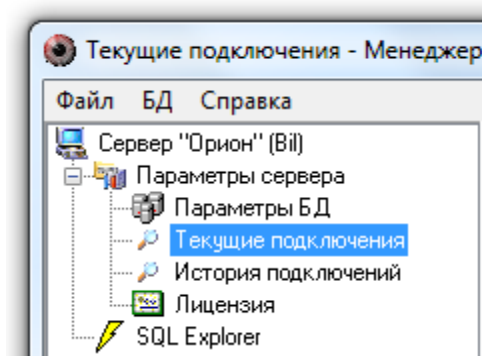 Текущие подключения - Менеджер
Файл БД Справка
Сервер "Орион" (Bil)
Параметры сервера
Параметры БД
Текущие подключения
История подключений
Лицензия
SQL Explorer